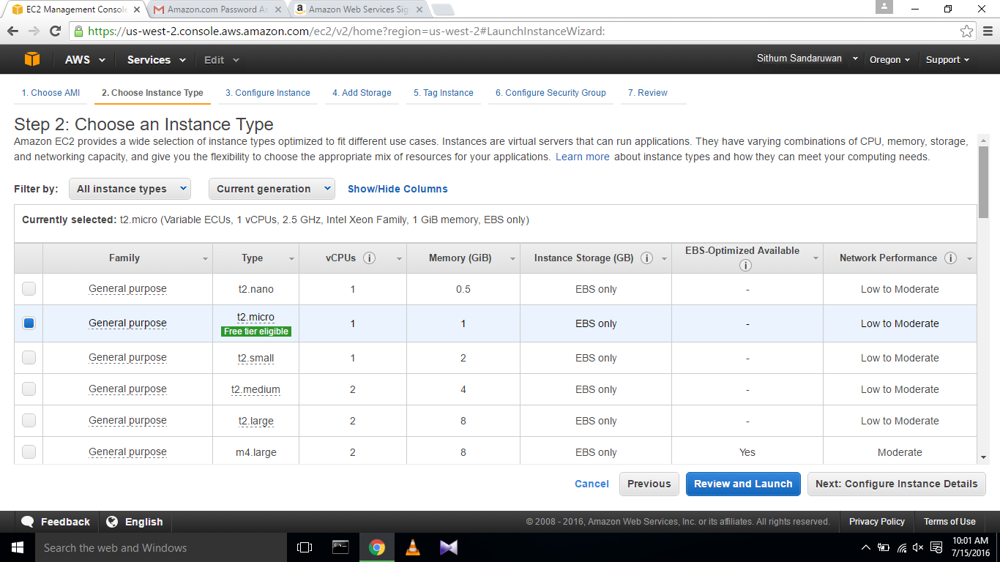 EC2 Management Console
Amazon.com Password As
Amazon Web Services Sig
https://us-west-2.console.aws.amazon.com/ec2/v2/home?region=us-west-2#LaunchInstanceWizard:
AWS Services Edit Sithum Sandaruwan Oregon Support
1. Choose AMI 2. Choose Instance Type 3. Configure Instance 4. Add Storage 5. Tag Instance 6. Configure Security Group 7. Review
Step 2: Choose an Instance Type
Amazon EC2 provides a wide selection of instance types optimized to fit different use cases. Instances are virtual servers that can run applications. They have varying combinations of CPU, memory, storage,
and networking capacity, and give you the flexibility to choose the appropriate mix of resources for your applications. Learn more about instance types and how they can meet your computing needs.
Filter by: All instance types Current generation Show/Hide Columns
Currently selected: t2.micro (Variable ECUs, 1 vCPUs, 2.5 GHz, Intel Xeon Family, 1 GiB memory, EBS only)
Family Type vCPUs Memory (GiB) Instance Storage (GB) EBS-Optimized Available Network Performance
General purpose t2.nano 1 0.5 EBS only - Low to Moderate
General purpose t2.micro 1 1 EBS only - Low to Moderate
Free tier eligible
General purpose t2.small 1 2 EBS only - Low to Moderate
General purpose t2.medium 2 4 EBS only - Low to Moderate
General purpose t2.large 2 8 EBS only - Low to Moderate
General purpose m4.large 2 8 EBS only Yes Moderate
Cancel Previous Review and Launch Next: Configure Instance Details
Feedback English © 2008 - 2016, Amazon Web Services, Inc. or its affiliates. All rights reserved. Privacy Policy Terms of Use
Search the web and Windows
10:01 AM
7/15/2016